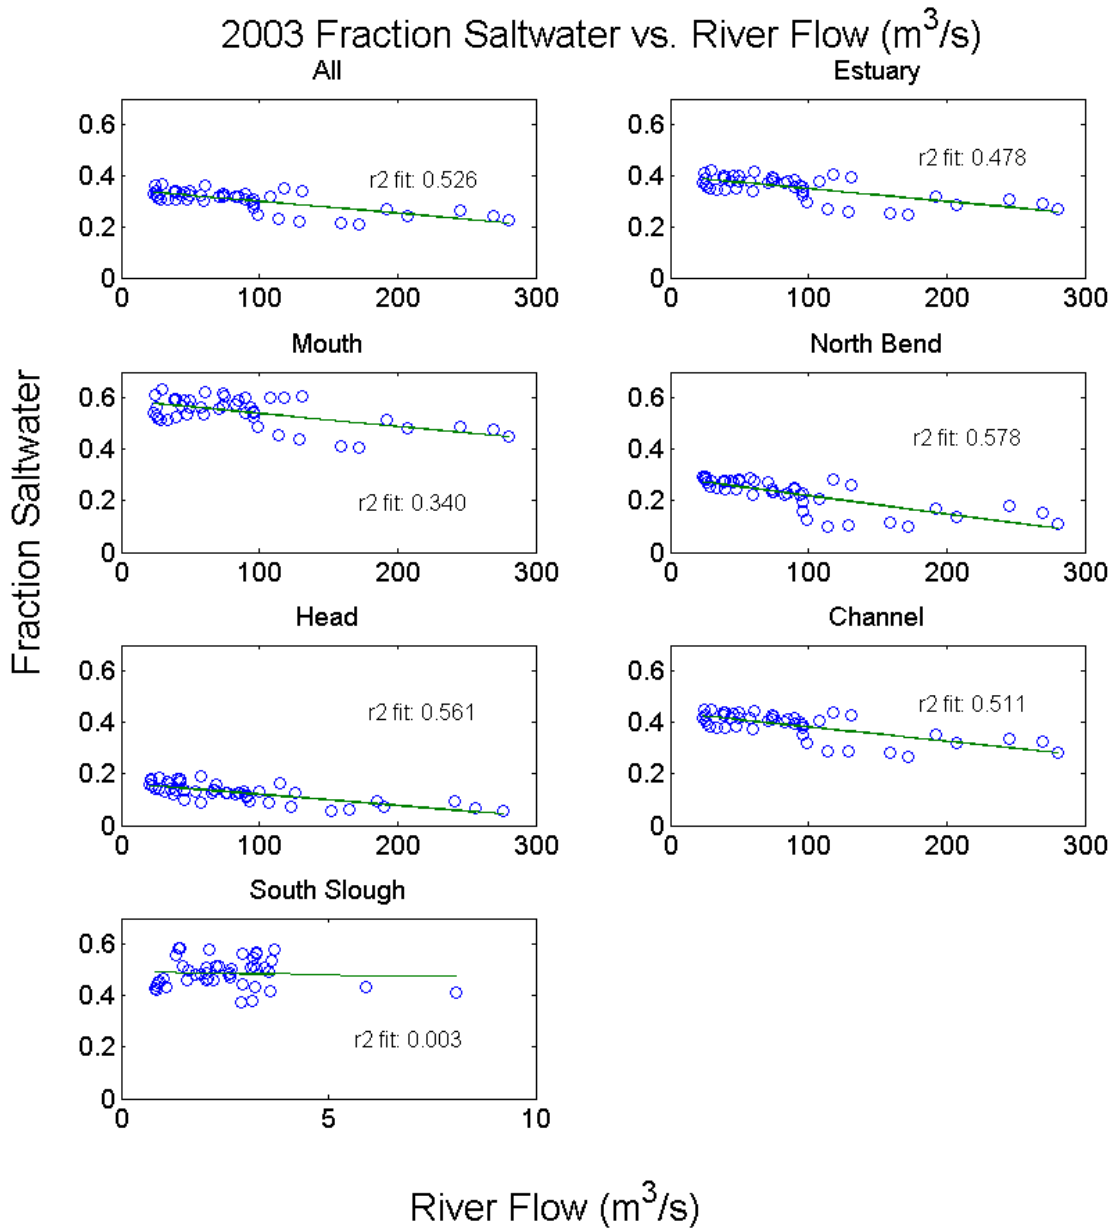 2003 Fraction Saltwater vs. River Flow (m³/s)
All
0.6
0.4
0.2
0
r2 fit: 0.526
0 100 200 300
Estuary
0.6
0.4
0.2
0
r2 fit: 0.478
0 100 200 300
Mouth
0.6
0.4
0.2
0
r2 fit: 0.340
0 100 200 300
North Bend
0.6
0.4
0.2
0
r2 fit: 0.578
0 100 200 300
Fraction Saltwater
Head
0.6
0.4
0.2
0
r2 fit: 0.561
0 100 200 300
Channel
0.6
0.4
0.2
0
r2 fit: 0.511
0 100 200 300
South Slough
0.6
0.4
0.2
0
r2 fit: 0.003
0 5 10
River Flow (m³/s)